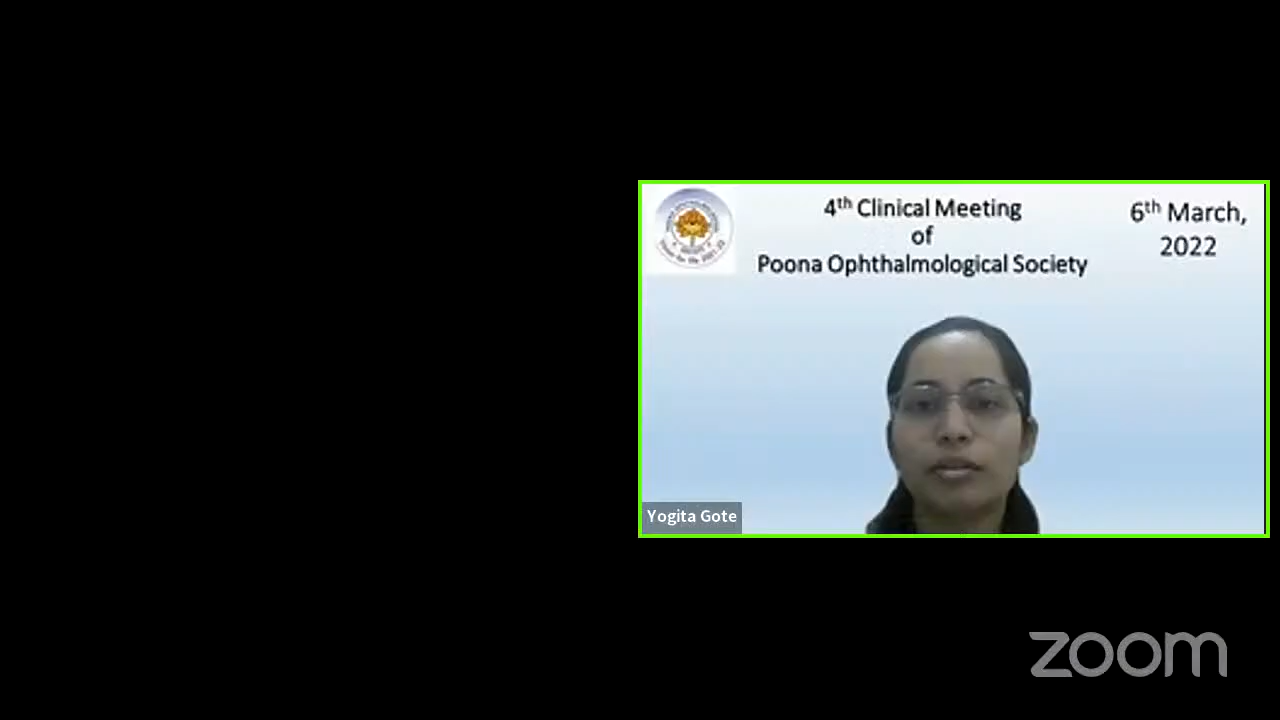 4th Clinical Meeting
of
Poona Ophthalmological Society
6th March,
2022
Yogita Gote
zoom